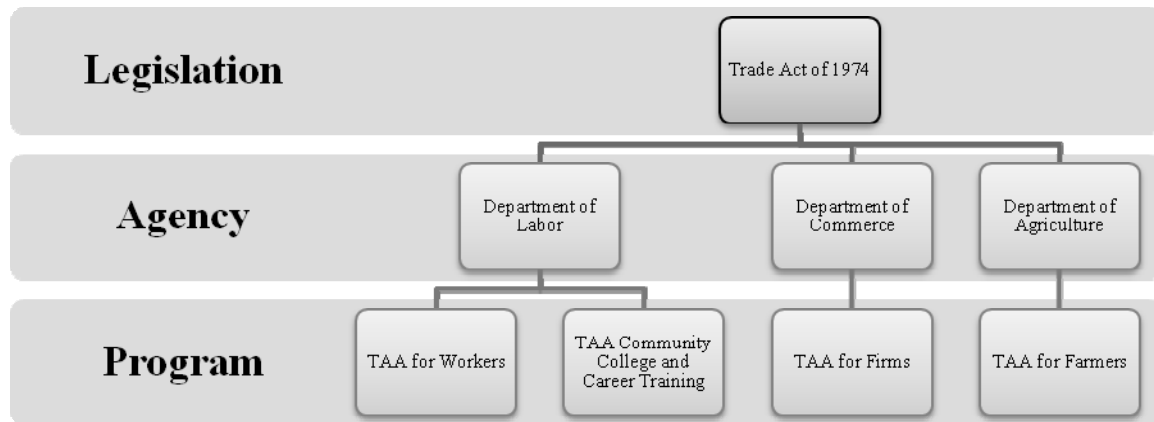 Legislation
Trade Act of 1974
Agency
Department of
Labor
Department of
Commerce
Department of
Agriculture
Program
TAA for Workers
TAA Community
College and
Career Training
TAA for Firms
TAA for Farmers